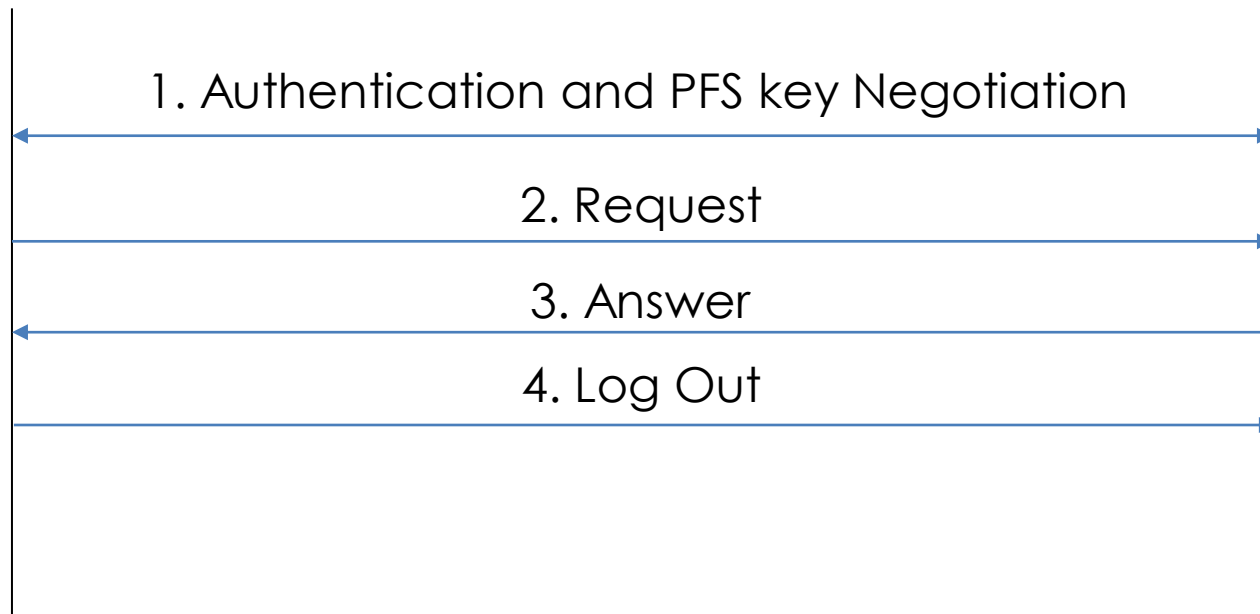 1. Authentication and PFS key Negotiation
2. Request
3. Answer
4. Log Out